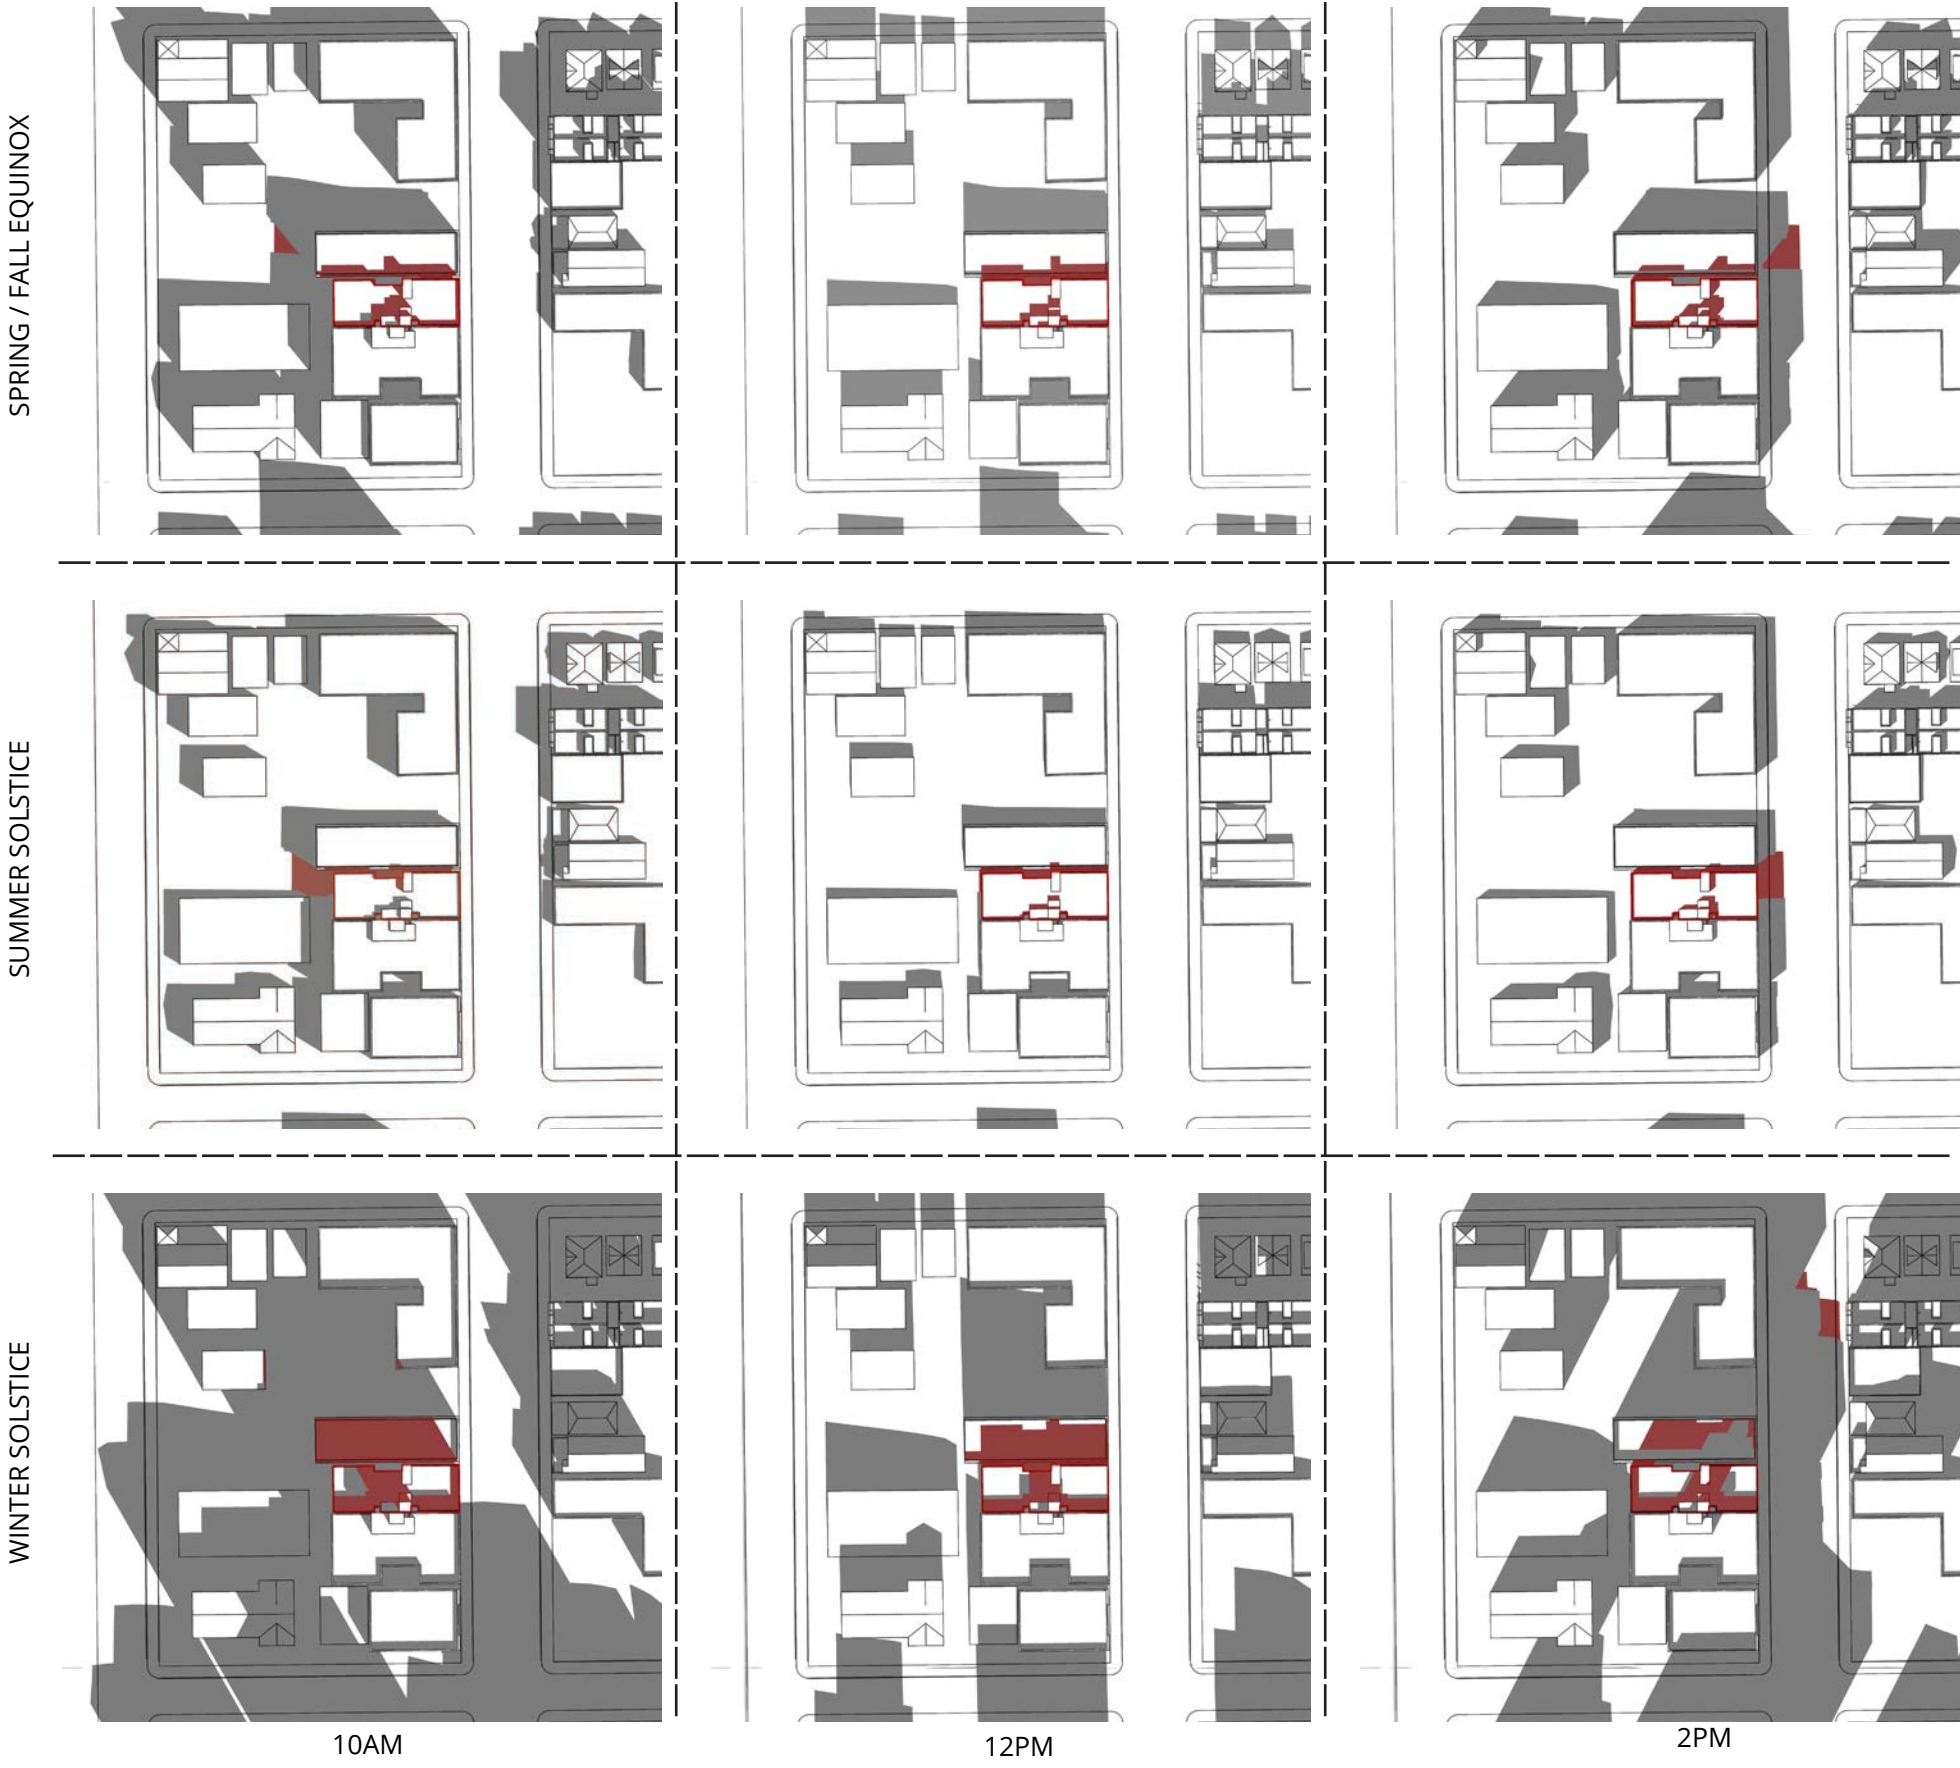 SPRING / FALL EQUINOX
SUMMER SOLSTICE
WINTER SOLSTICE
10AM
12PM
2PM